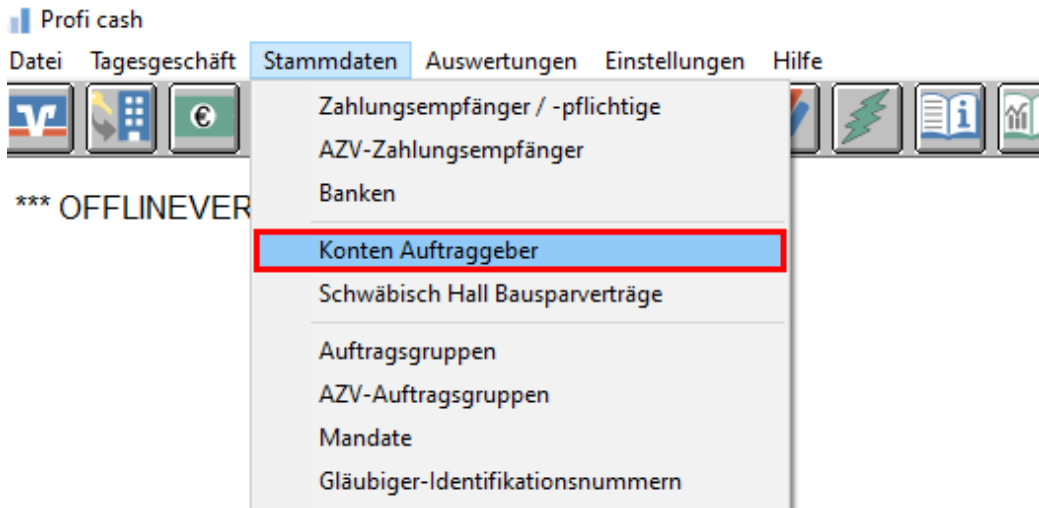 Profi cash
Datei Tagesgeschäft Stammdaten Auswertungen Einstellungen Hilfe
Zahlungsempfänger / -pflichtige
AZV-Zahlungsempfänger
Banken
*** OFFLINEVER
Konten Auftraggeber
Schwäbisch Hall Bausparverträge
Auftragsgruppen
AZV-Auftragsgruppen
Mandate
Gläubiger-Identifikationsnummern